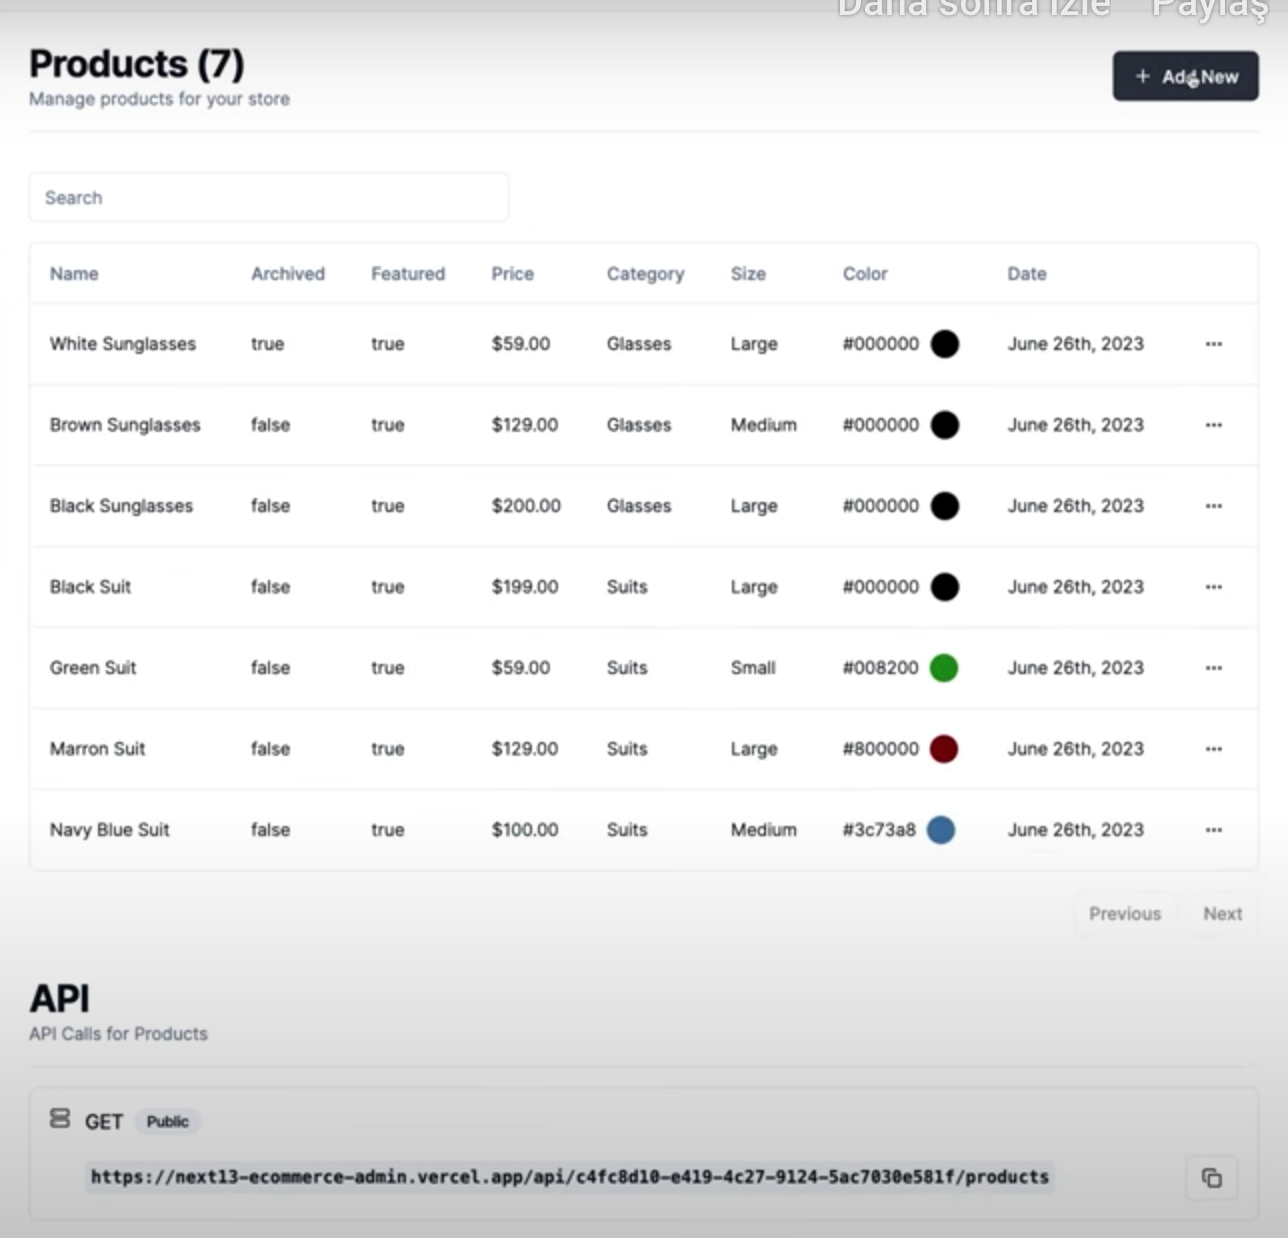 Daha sonra izle Paylaş
Products (7)
+ Add New
Manage products for your store
Search
Name Archived Featured Price Category Size Color Date
White Sunglasses true true $59.00 Glasses Large #000000 June 26th, 2023 ...
Brown Sunglasses false true $129.00 Glasses Medium #000000 June 26th, 2023 ...
Black Sunglasses false true $200.00 Glasses Large #000000 June 26th, 2023 ...
Black Suit false true $199.00 Suits Large #000000 June 26th, 2023 ...
Green Suit false true $59.00 Suits Small #008200 June 26th, 2023 ...
Marron Suit false true $129.00 Suits Large #800000 June 26th, 2023 ...
Navy Blue Suit false true $100.00 Suits Medium #3c73a8 June 26th, 2023 ...
Previous Next
API
API Calls for Products
GET Public
https://next13-ecommerce-admin.vercel.app/api/c4fc8d10-e419-4c27-9124-5ac7030e581f/products